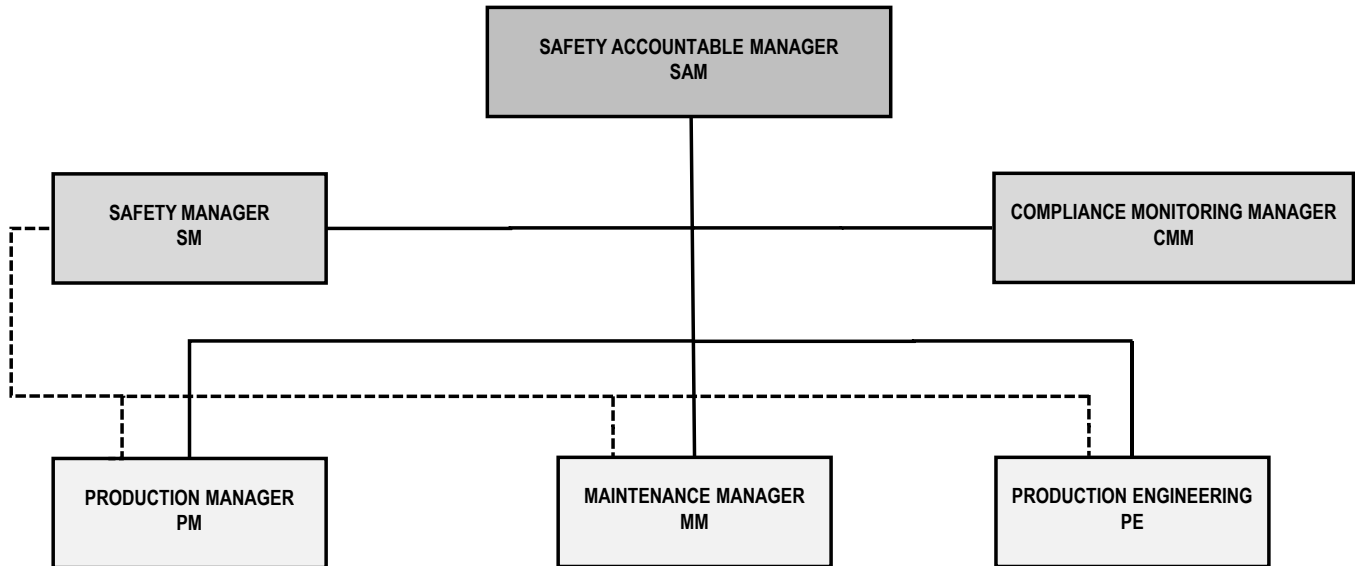 SAFETY ACCOUNTABLE MANAGER
SAM
SAFETY MANAGER
SM
COMPLIANCE MONITORING MANAGER
CMM
PRODUCTION MANAGER
PM
MAINTENANCE MANAGER
MM
PRODUCTION ENGINEERING
PE